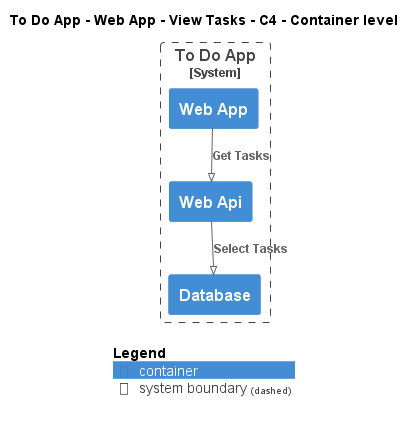 To Do App - Web App - View Tasks - C4 - Container level
To Do App
[System]
Web App
Get Tasks
Web Api
Select Tasks
Database
Legend
container
system boundary (dashed)